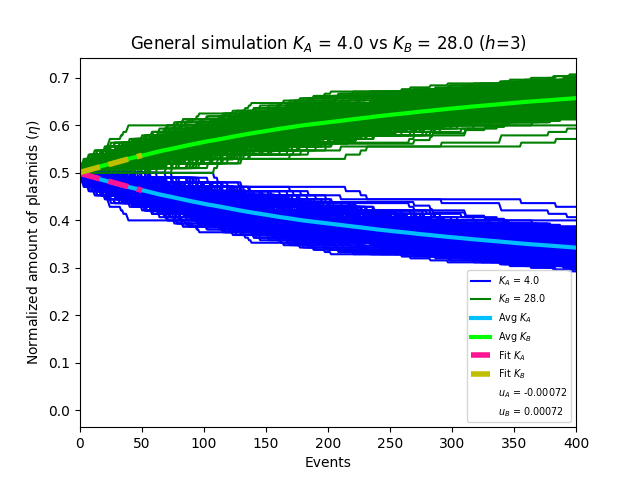 General simulation K_A = 4.0 vs K_B = 28.0 (h=3)
Normalized amount of plasmids (η)
0.7
0.6
0.5
0.4
0.3
0.2
0.1
0.0
K_A = 4.0
K_B = 28.0
Avg K_A
Avg K_B
Fit K_A
Fit K_B
u_A = -0.00072
u_B = 0.00072
0 50 100 150 200 250 300 350 400
Events